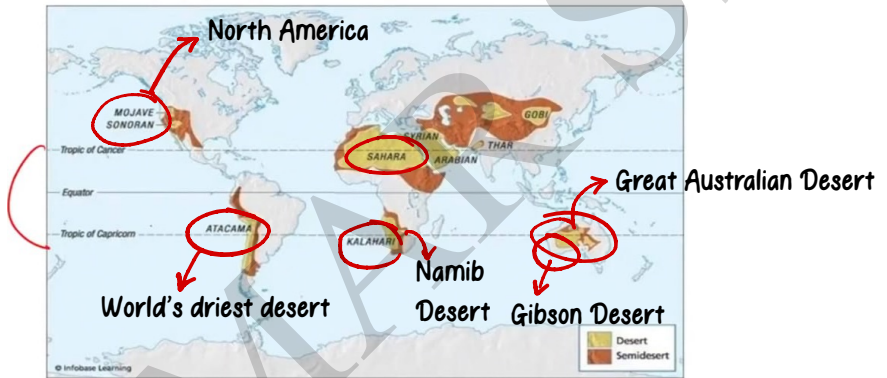 North America
MOJAVE
SONORAN
GOBI
SYRIAN
THAR
Tropic of Cancer
SAHARA
ARABIAN
Great Australian Desert
Equator
Tropic of Capricorn
ATACAMA
KALAHARI
Namib
Desert
World's driest desert
Gibson Desert
Desert
Semidesert
© Infobase Learning